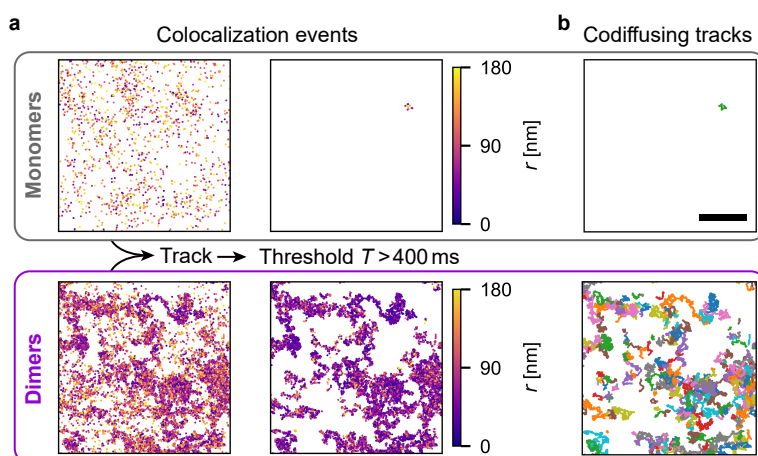 a
Colocalization events
b
Codiffusing tracks
Monomers
180
90
0
r [nm]
Track
Threshold T > 400 ms
Dimers
180
90
0
r [nm]